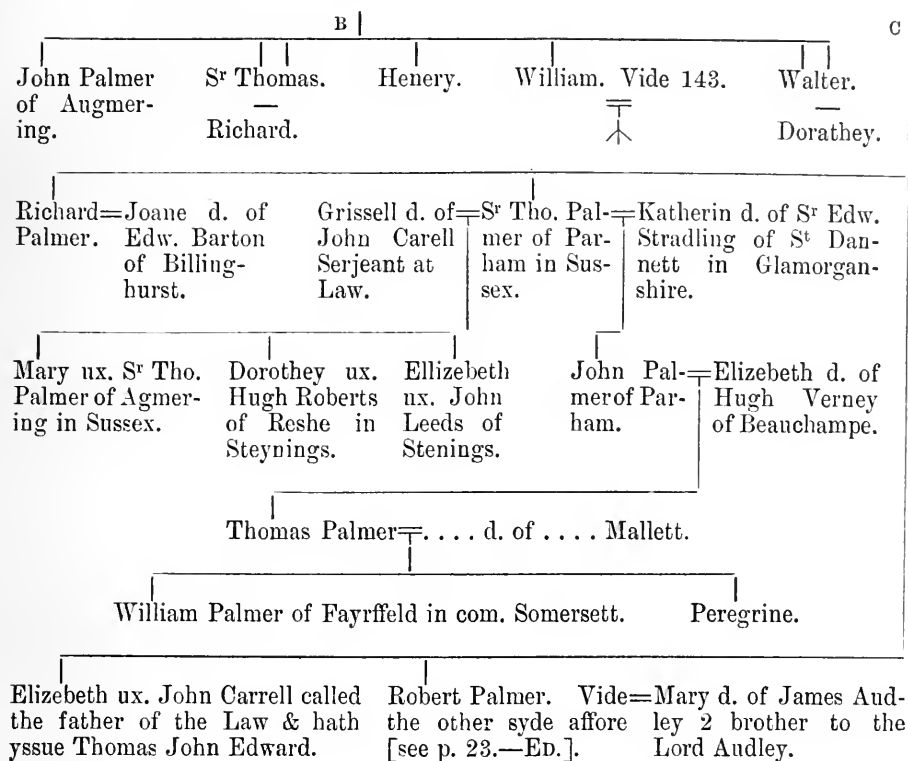 B C
John Palmer
of Augmer-
ing.
Sr Thomas.
—
Richard.
Henery.
William. Vide 143.
Walter.
—
Dorathey.
Richard=Joane d. of
Palmer. Edw. Barton
of Billing-
hurst.
Grissell d. of=Sr Tho. Pal-=Katherin d. of Sr Edw.
John Carell mer of Par- Stradling of St Dan-
Serjeant at ham in Sus- nett in Glamorgan-
Law. sex. shire.
Mary ux. Sr Tho.
Palmer of Agmer-
ing in Sussex.
Dorothey ux.
Hugh Roberts
of Reshe in
Steynings.
Ellizebeth
ux. John
Leeds of
Stenings.
John Pal-=Elizebeth d. of
mer of Par- Hugh Verney
ham. of Beauchampe.
Thomas Palmer=.... d. of .... Mallett.
William Palmer of Fayrffeld in com. Somersett. Peregrine.
Elizebeth ux. John Carrell called
the father of the Law & hath
yssue Thomas John Edward.
Robert Palmer. Vide=Mary d. of James Aud-
the other syde affore ley 2 brother to the
[see p. 23.—ED.]. Lord Audley.